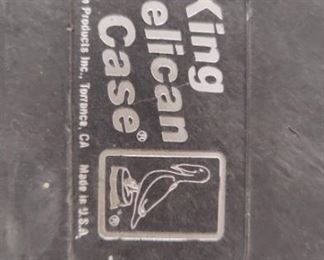 King
elican
Case®
Products Inc., Torrance, CA Made in U.S.A.